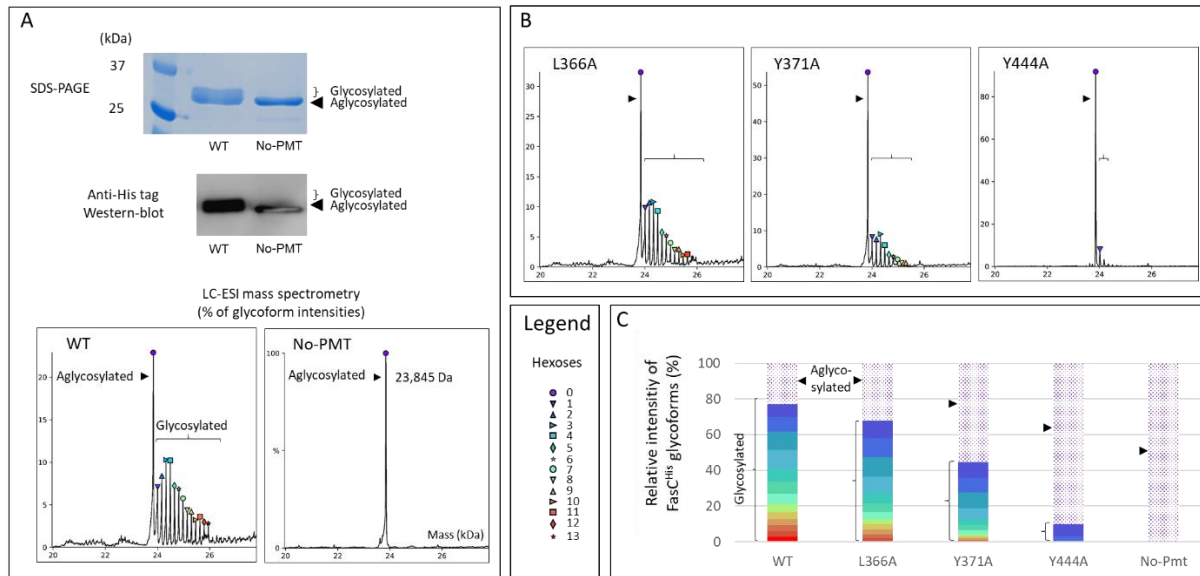 A
(kDa)
37
SDS-PAGE
25
Glycosylated
Aglycosylated
WT No-PMT
Anti-His tag
Western-blot
Glycosylated
Aglycosylated
WT No-PMT
LC-ESI mass spectrometry
(% of glycoform intensities)
WT
Aglycosylated
Glycosylated
20
15
10
5
0
20 22 24 26
No-PMT
100
Aglycosylated
23,845 Da
%
0
Mass (kDa)
20 22 24 26
B
L366A
30
25
20
15
10
5
0
20 22 24 26
Y371A
50
40
30
20
10
0
20 22 24 26
Y444A
80
60
40
20
0
20 22 24 26
Legend
Hexoses
0
1
2
3
4
5
6
7
8
9
10
11
12
13
C
Relative intensitiy of
FasCHis glycoforms (%)
100
80
60
40
20
0
Glycosylated
Aglyco-
sylated
WT L366A Y371A Y444A No-Pmt